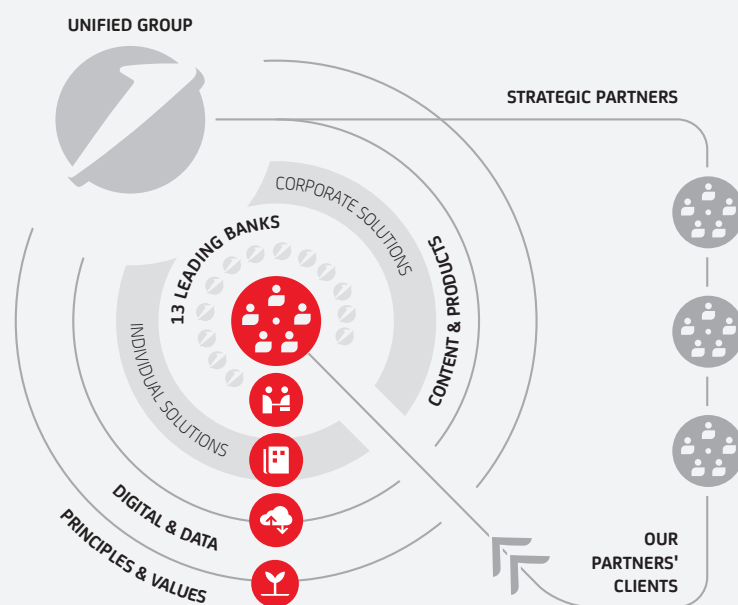 UNIFIED GROUP
STRATEGIC PARTNERS
CORPORATE SOLUTIONS
13 LEADING BANKS
CONTENT & PRODUCTS
INDIVIDUAL SOLUTIONS
DIGITAL & DATA
PRINCIPLES & VALUES
OUR
PARTNERS'
CLIENTS